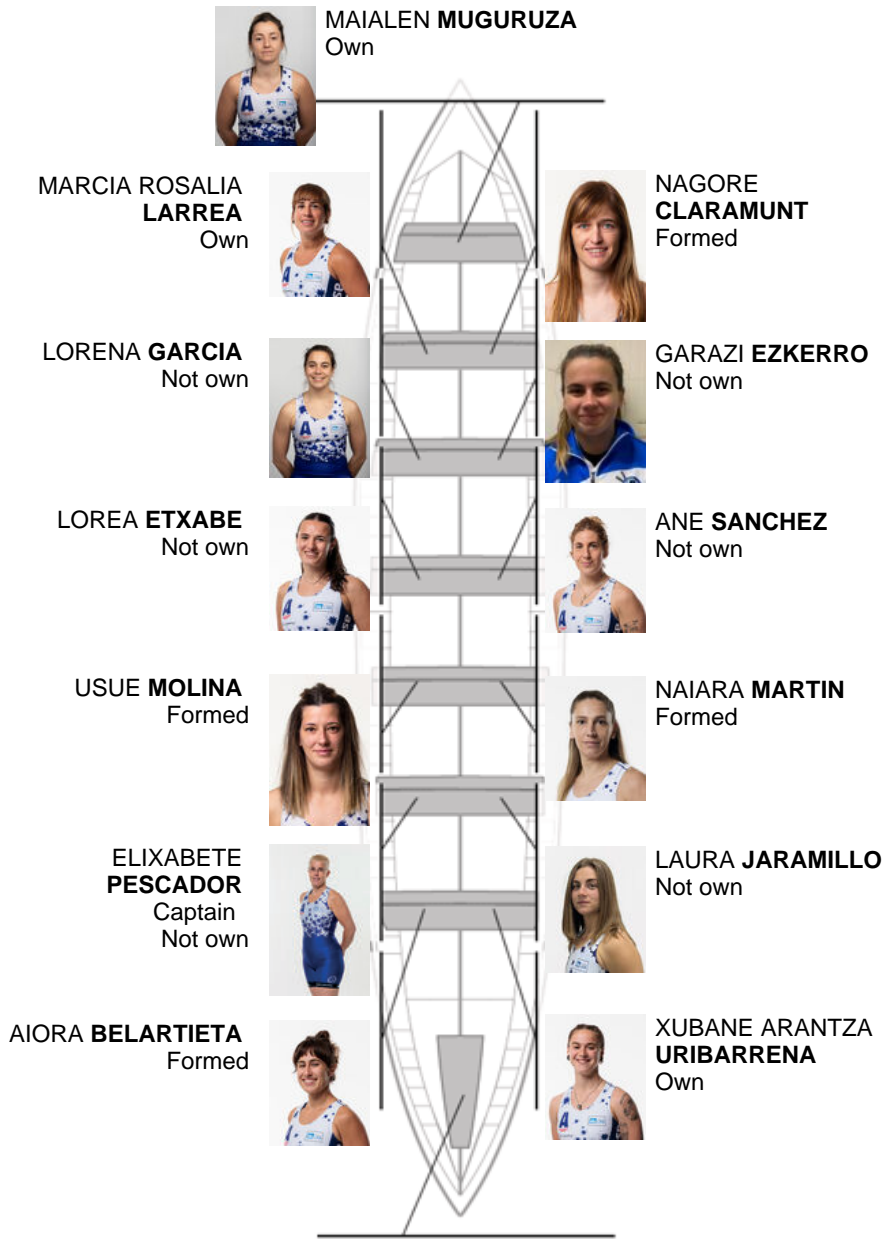 MAIALEN MUGURUZA
Own
MARCIA ROSALIA
LARREA
Own
NAGORE
CLARAMUNT
Formed
LORENA GARCIA
Not own
GARAZI EZKERRO
Not own
LOREA ETXABE
Not own
ANE SANCHEZ
Not own
USUE MOLINA
Formed
NAIARA MARTIN
Formed
ELIXABETE
PESCADOR
Captain
Not own
LAURA JARAMILLO
Not own
AIORA BELARTIETA
Formed
XUBANE ARANTZA
URIBARRENA
Own